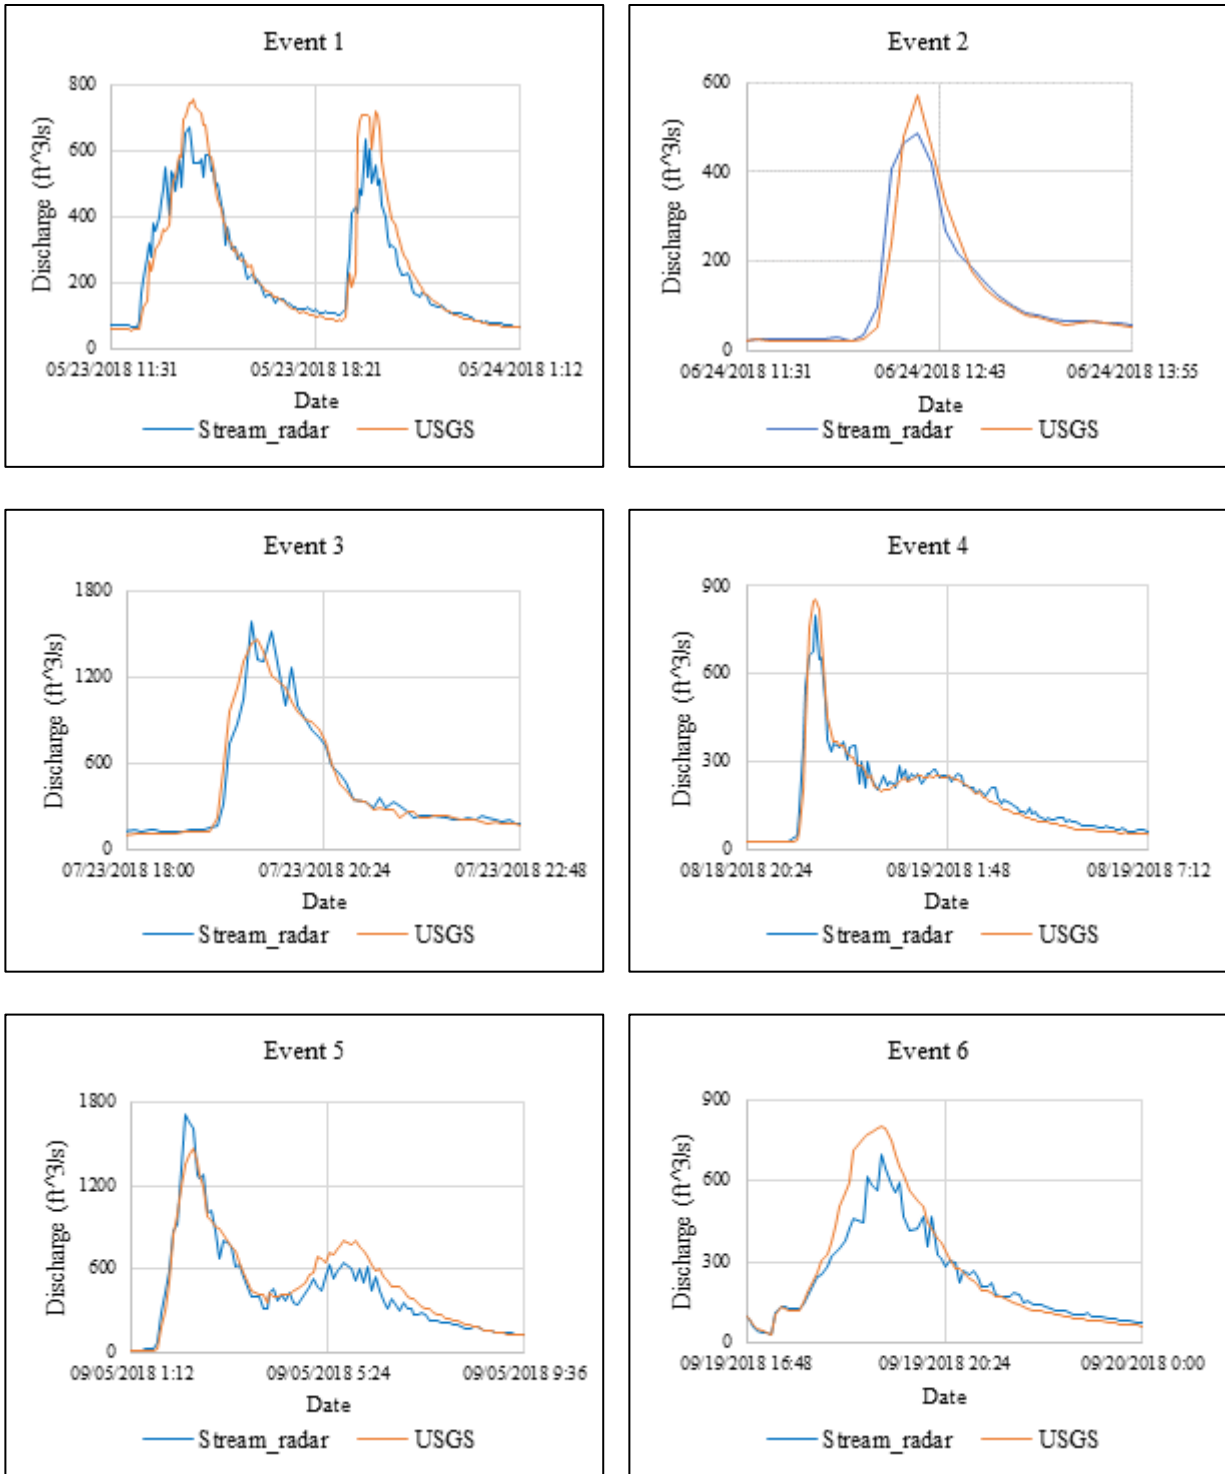 Event 1
Discharge (ft^3/s)
800
600
400
200
0
05/23/2018 11:31 05/23/2018 18:21 05/24/2018 1:12
Date
Stream_radar USGS
Event 2
Discharge (ft^3/s)
600
400
200
0
06/24/2018 11:31 06/24/2018 12:43 06/24/2018 13:55
Date
Stream_radar USGS
Event 3
Discharge (ft^3/s)
1800
1200
600
0
07/23/2018 18:00 07/23/2018 20:24 07/23/2018 22:48
Date
Stream_radar USGS
Event 4
Discharge (ft^3/s)
900
600
300
0
08/18/2018 20:24 08/19/2018 1:48 08/19/2018 7:12
Date
Stream_radar USGS
Event 5
Discharge (ft^3/s)
1800
1200
600
0
09/05/2018 1:12 09/05/2018 5:24 09/05/2018 9:36
Date
Stream_radar USGS
Event 6
Discharge (ft^3/s)
900
600
300
0
09/19/2018 16:48 09/19/2018 20:24 09/20/2018 0:00
Date
Stream_radar USGS